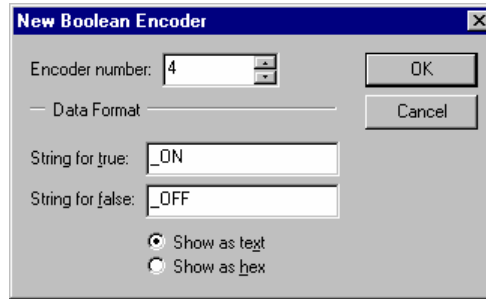 New Boolean Encoder
Encoder number: 4
OK
Data Format
Cancel
String for true: _ON
String for false: _OFF
Show as text
Show as hex